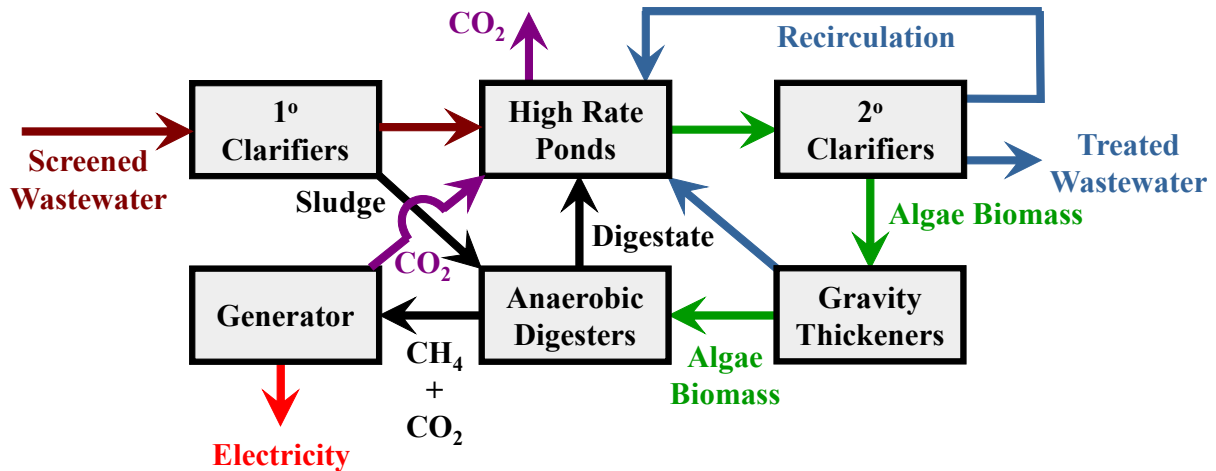 CO₂
Recirculation
1º
Clarifiers
High Rate
Ponds
2º
Clarifiers
Screened
Wastewater
Treated
Wastewater
Sludge
Algae Biomass
CO₂
Digestate
Generator
Anaerobic
Digesters
Gravity
Thickeners
CH₄
+
CO₂
Algae
Biomass
Electricity